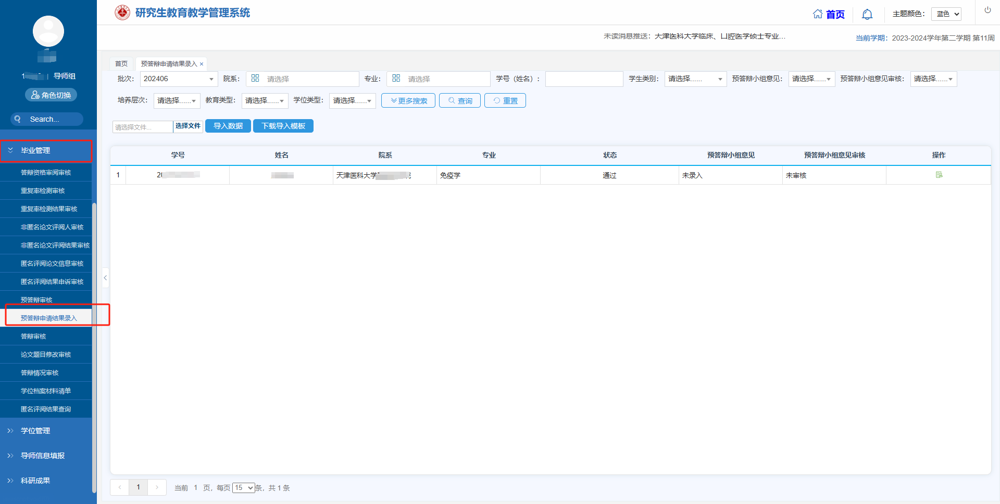 研究生教育教学管理系统
首页
主题颜色：
蓝色
未读消息推送：天津医科大学临床、口腔医学硕士专业...
当前学期：2023-2024学年第二学期 第11周
导师组
角色切换
Search...
毕业管理
答辩资格审阅审核
重复率检测审核
重复率检测结果审核
非匿名论文评阅人审核
非匿名论文评阅结果审核
匿名评阅论文信息审核
匿名评阅结果申诉审核
预答辩审核
预答辩申请结果录入
答辩审核
论文题目修改审核
答辩情况审核
学位档案材料清单
匿名评阅结果查询
学位管理
导师信息填报
科研成果
首页 预答辩申请结果录入 ×
批次： 202406 院系： 请选择 专业： 请选择 学号（姓名）： 学生类别： 请选择...... 预答辩小组意见： 请选择...... 预答辩小组意见审核： 请选择......
培养层次： 请选择...... 教育类型： 请选择...... 学位类型： 请选择...... 更多搜索 查询 重置
请选择文件... 选择文件 导入数据 下载导入模板
学号 姓名 院系 专业 状态 预答辩小组意见 预答辩小组意见审核 操作
1 天津医科大学 免疫学 通过 未录入 未审核
1 当前 1 页，每页 15 条，共 1 条